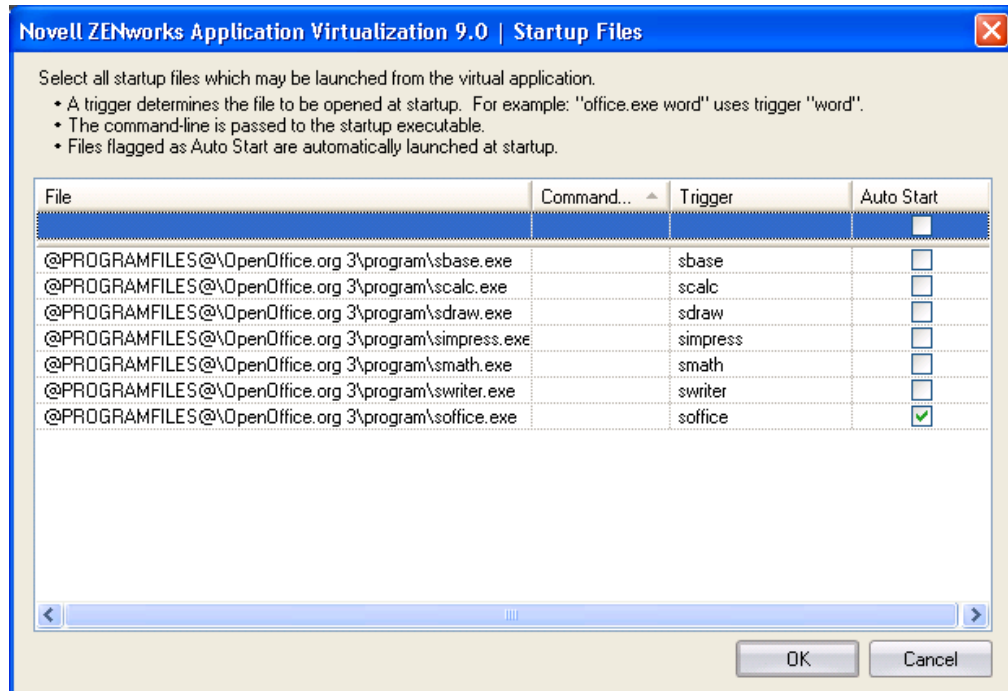 Novell ZENworks Application Virtualization 9.0 | Startup Files
Select all startup files which may be launched from the virtual application.
• A trigger determines the file to be opened at startup. For example: "office.exe word" uses trigger "word".
• The command-line is passed to the startup executable.
• Files flagged as Auto Start are automatically launched at startup.
File Command... Trigger Auto Start
@PROGRAMFILES@\OpenOffice.org 3\program\sbase.exe sbase
@PROGRAMFILES@\OpenOffice.org 3\program\scalc.exe scalc
@PROGRAMFILES@\OpenOffice.org 3\program\sdraw.exe sdraw
@PROGRAMFILES@\OpenOffice.org 3\program\simpress.exe simpress
@PROGRAMFILES@\OpenOffice.org 3\program\smath.exe smath
@PROGRAMFILES@\OpenOffice.org 3\program\swriter.exe swriter
@PROGRAMFILES@\OpenOffice.org 3\program\soffice.exe soffice
OK Cancel